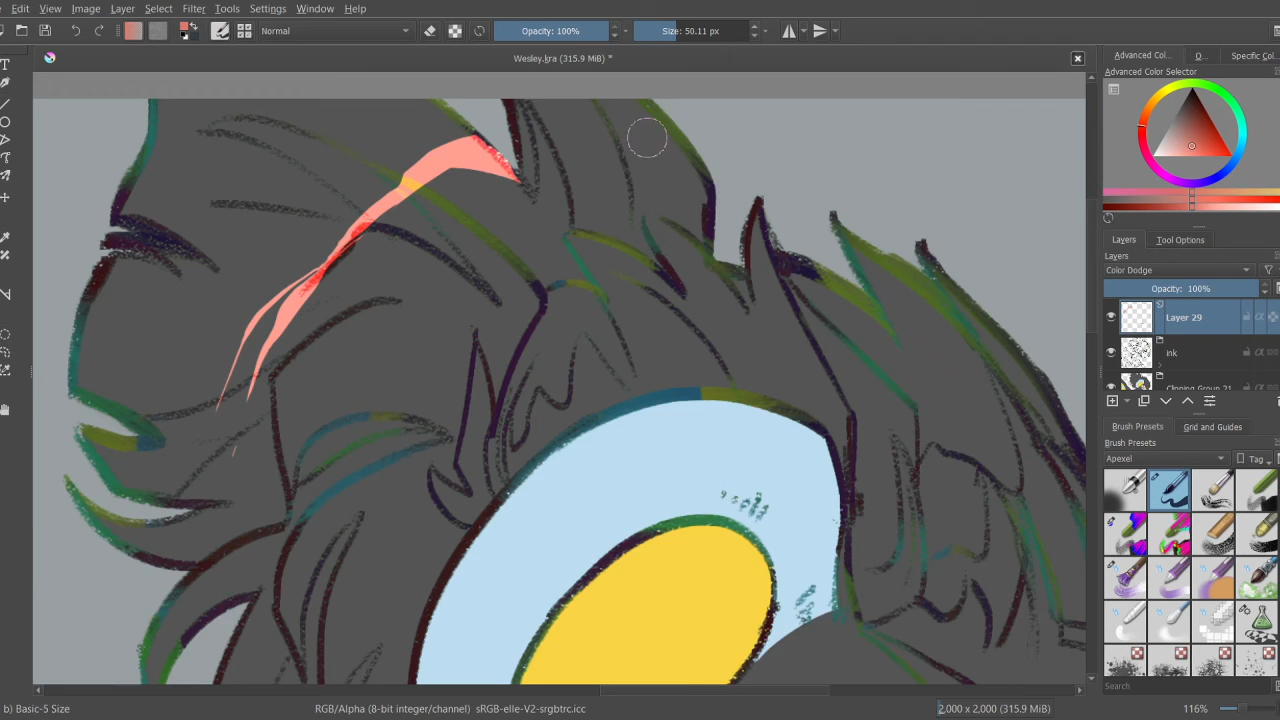 Edit View Image Layer Select Filter Tools Settings Window Help
Normal
Opacity: 100%
Size: 50.11 px
Wesley.kra (315.9 MiB) *
Advanced Col... O... Specific Col
Advanced Color Selector
Layers Tool Options
Layers
Color Dodge
Opacity: 100%
Layer 29
ink
Clipping Group 21
Brush Presets Grid and Guides
Brush Presets
Apexel Tag
Search
b) Basic-5 Size RGB/Alpha (8-bit integer/channel) sRGB-elle-V2-srgbtrc.icc 2,000 x 2,000 (315.9 MiB) 116%